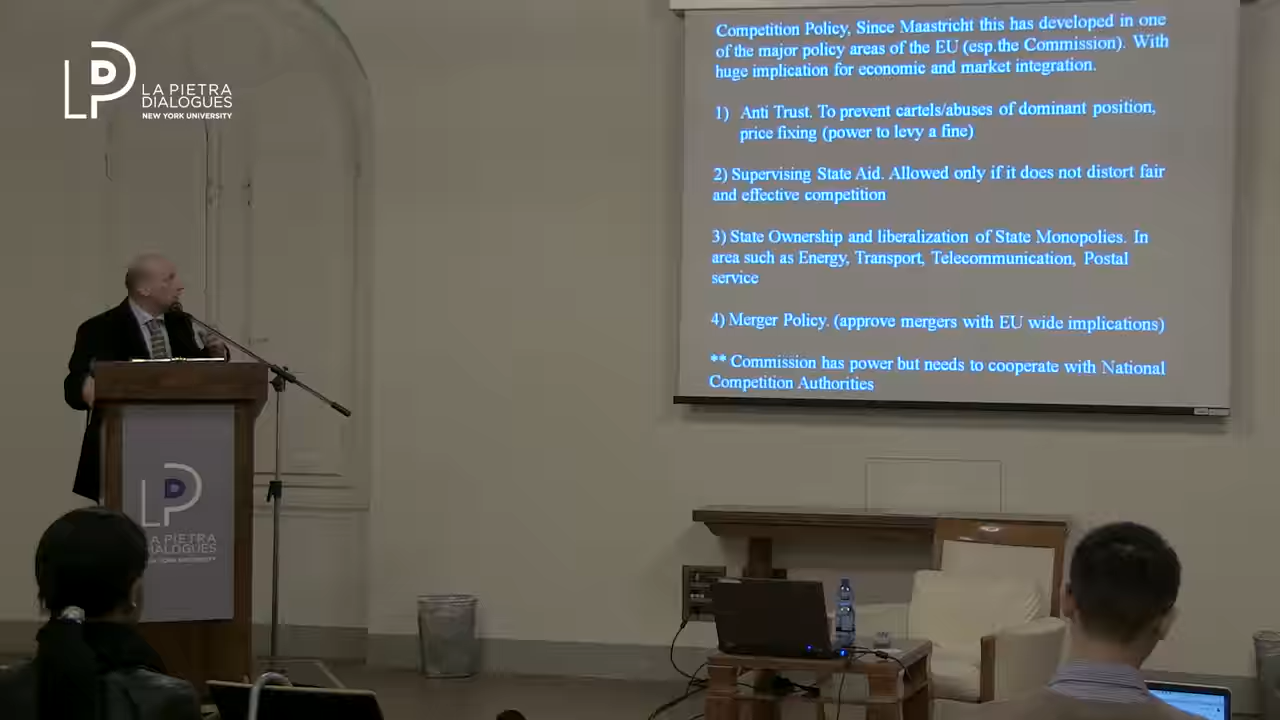 LA PIETRA
DIALOGUES
NEW YORK UNIVERSITY
Competition Policy, Since Maastricht this has developed in one
of the major policy areas of the EU (esp.the Commission). With
huge implication for economic and market integration.
1) Anti Trust. To prevent cartels/abuses of dominant position,
price fixing (power to levy a fine)
2) Supervising State Aid. Allowed only if it does not distort fair
and effective competition
3) State Ownership and liberalization of State Monopolies. In
area such as Energy, Transport, Telecommunication, Postal
service
4) Merger Policy. (approve mergers with EU wide implications)
** Commission has power but needs to cooperate with National
Competition Authorities
LA PIETRA
DIALOGUES
NEW YORK UNIVERSITY